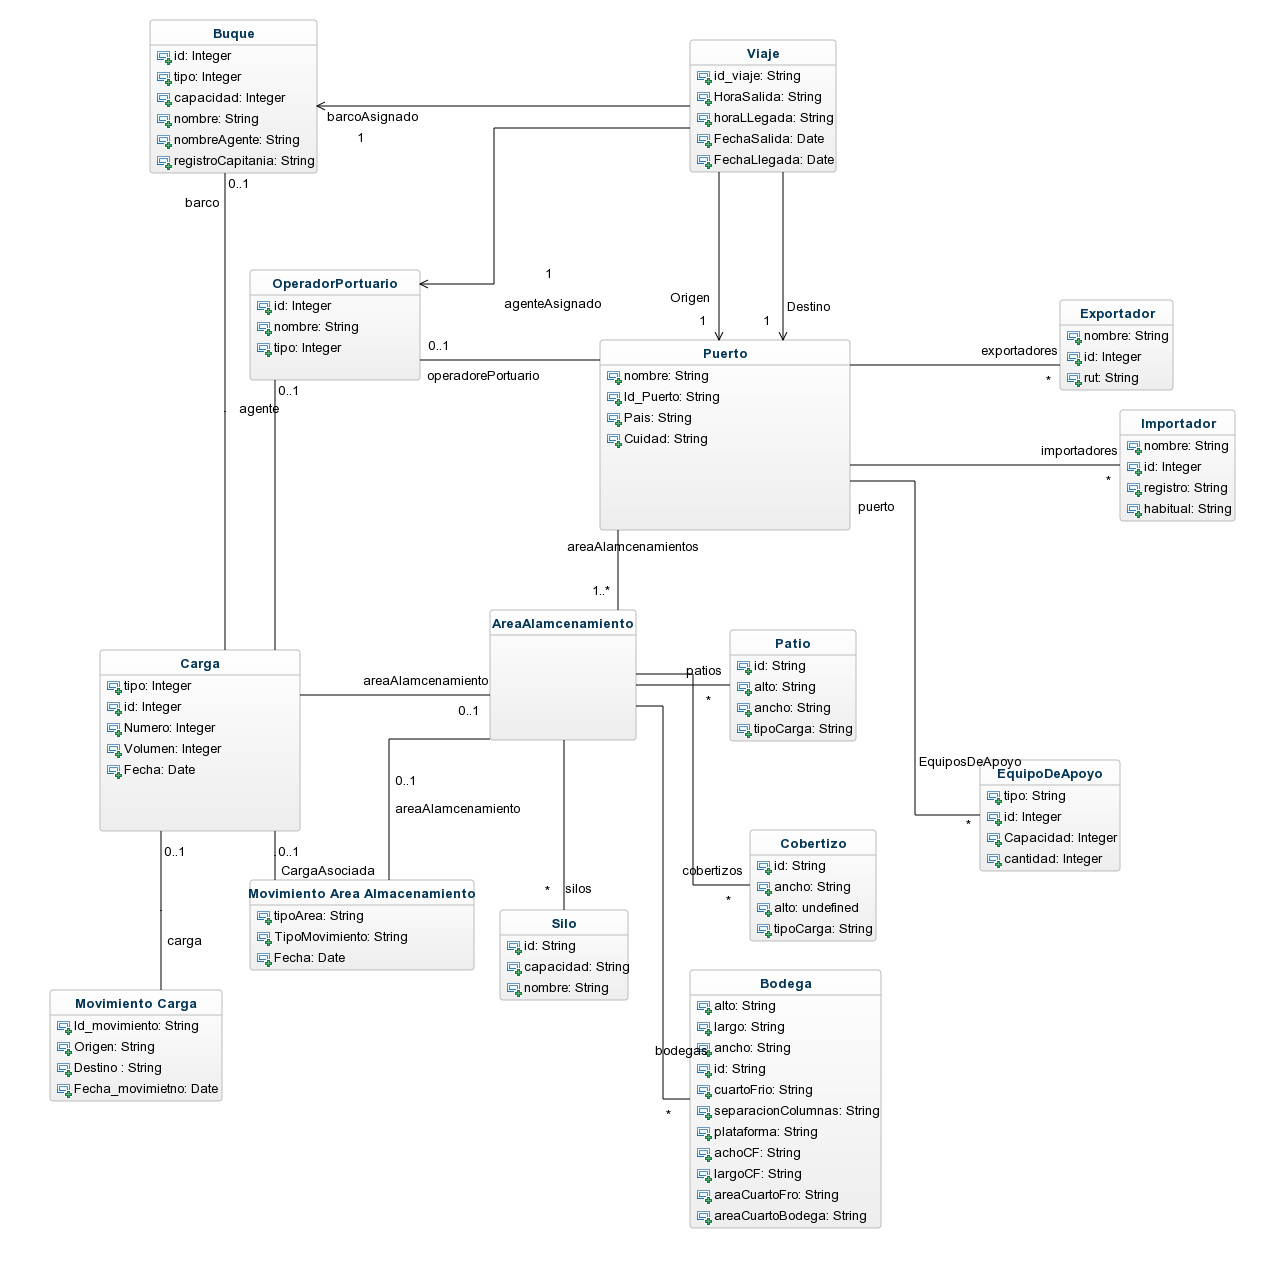 Buque
id: Integer
tipo: Integer
capacidad: Integer
nombre: String
nombreAgente: String
registroCapitania: String
Viaje
id_viaje: String
HoraSalida: String
horaLLegada: String
FechaSalida: Date
FechaLlegada: Date
barcoAsignado
1
0..1
barco
OperadorPortuario
id: Integer
nombre: String
tipo: Integer
1
agenteAsignado
Origen
1
Destino
1
0..1
operadorePortuario
0..1
agente
Puerto
nombre: String
Id_Puerto: String
Pais: String
Cuidad: String
exportadores
*
Exportador
nombre: String
id: Integer
rut: String
importadores
*
Importador
nombre: String
id: Integer
registro: String
habitual: String
puerto
areaAlamcenamientos
1..*
AreaAlamcenamiento
Carga
tipo: Integer
id: Integer
Numero: Integer
Volumen: Integer
Fecha: Date
areaAlamcenamiento
0..1
patios
*
Patio
id: String
alto: String
ancho: String
tipoCarga: String
0..1
areaAlamcenamiento
EquiposDeApoyo
*
EquipoDeApoyo
tipo: String
id: Integer
Capacidad: Integer
cantidad: Integer
0..1
carga
0..1
CargaAsociada
Movimiento Area Almacenamiento
tipoArea: String
TipoMovimiento: String
Fecha: Date
* silos
Silo
id: String
capacidad: String
nombre: String
cobertizos
*
Cobertizo
id: String
ancho: String
alto: undefined
tipoCarga: String
Movimiento Carga
Id_movimiento: String
Origen: String
Destino : String
Fecha_movimietno: Date
bodegas
*
Bodega
alto: String
largo: String
ancho: String
id: String
cuartoFrio: String
separacionColumnas: String
plataforma: String
achoCF: String
largoCF: String
areaCuartoFro: String
areaCuartoBodega: String